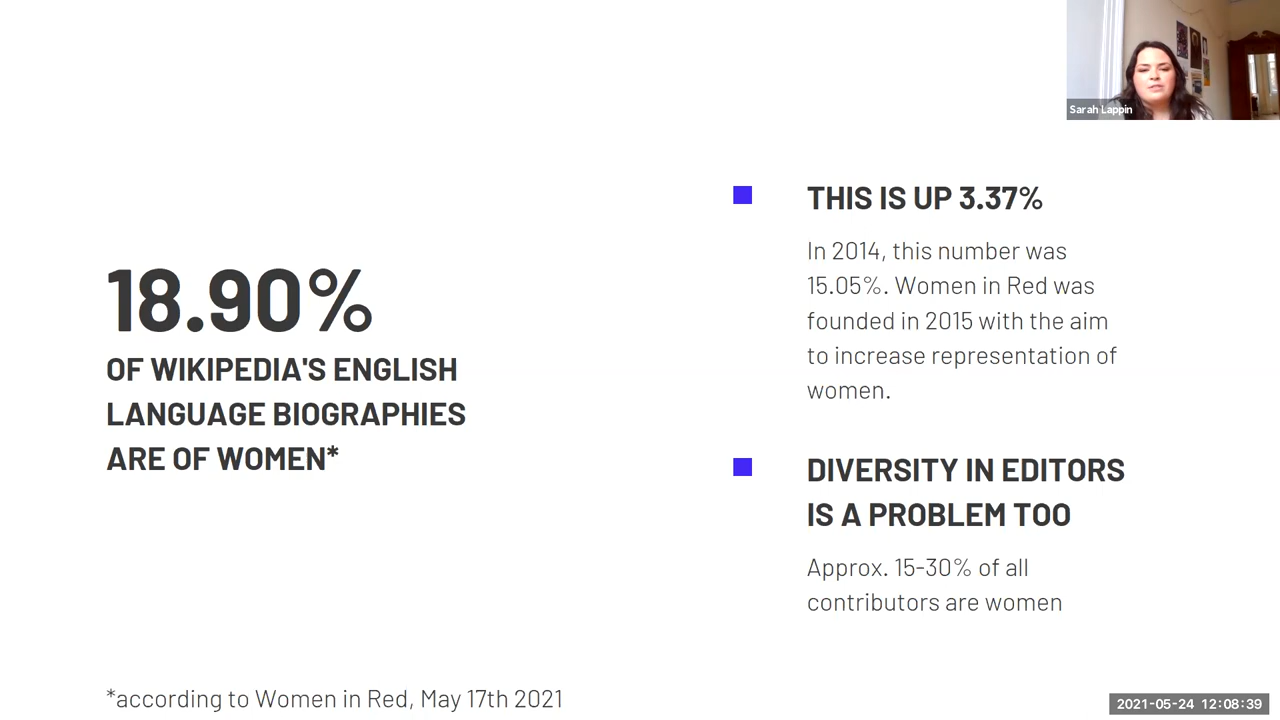 Sarah Lappin
18.90%
OF WIKIPEDIA'S ENGLISH
LANGUAGE BIOGRAPHIES
ARE OF WOMEN*
THIS IS UP 3.37%
In 2014, this number was
15.05%. Women in Red was
founded in 2015 with the aim
to increase representation of
women.
DIVERSITY IN EDITORS
IS A PROBLEM TOO
Approx. 15-30% of all
contributors are women
*according to Women in Red, May 17th 2021
2021-05-24 12:08:39